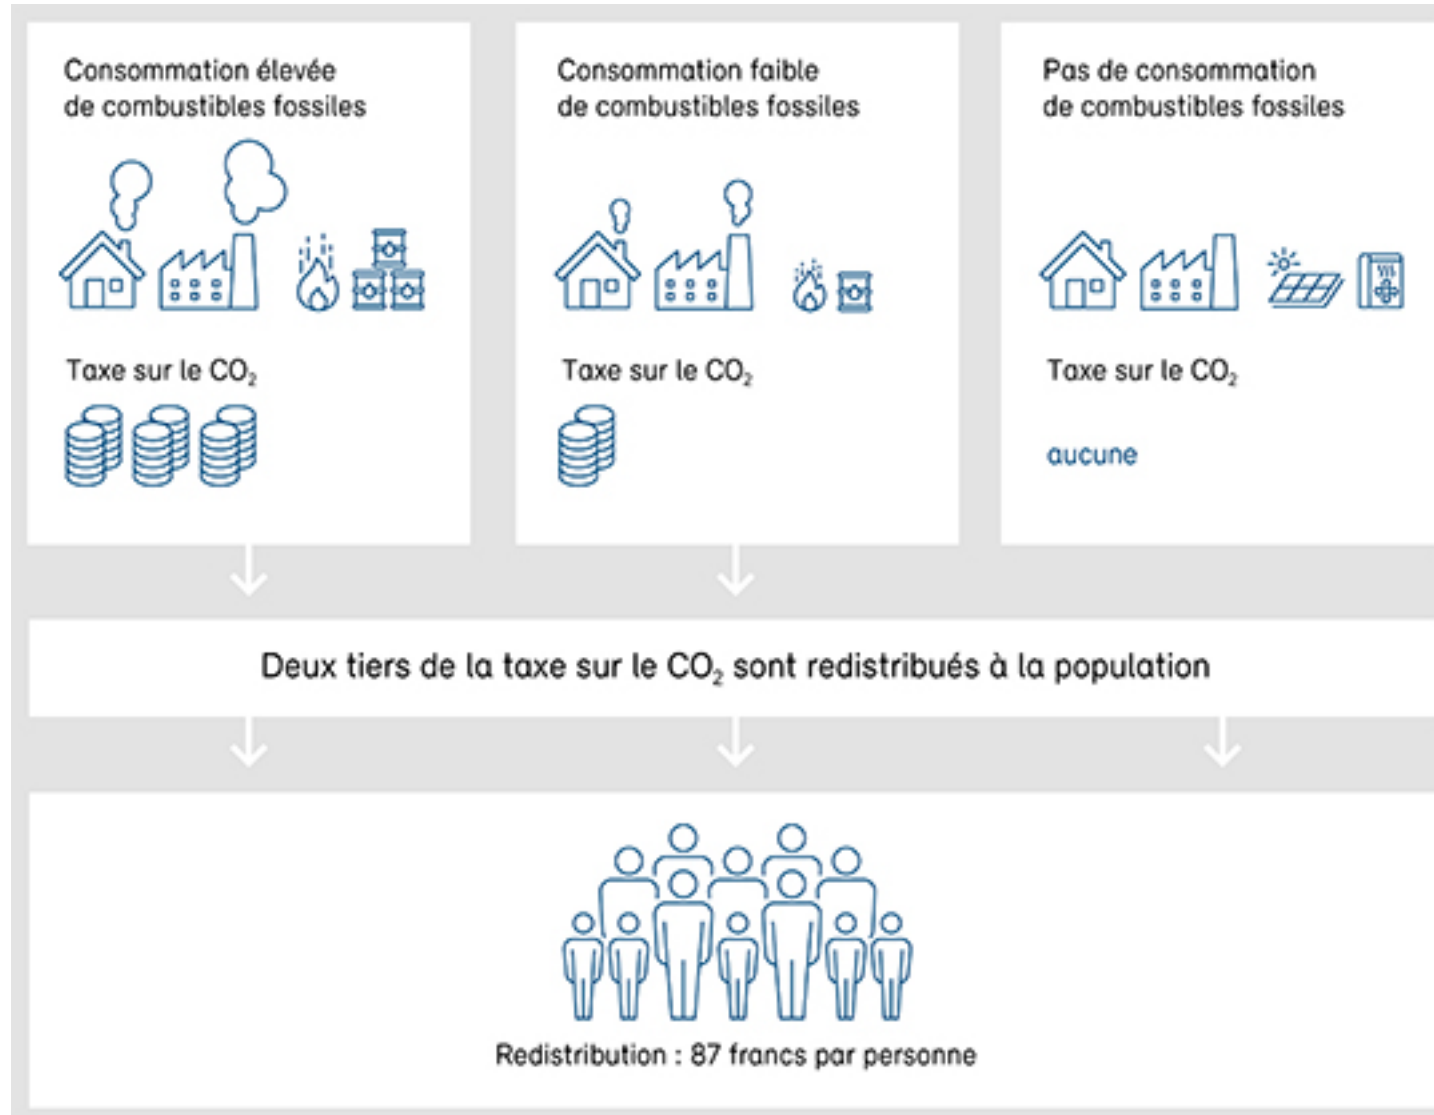 Consommation élevée
de combustibles fossiles
Taxe sur le CO₂
Consommation faible
de combustibles fossiles
Taxe sur le CO₂
Pas de consommation
de combustibles fossiles
Taxe sur le CO₂
aucune
Deux tiers de la taxe sur le CO₂ sont redistribués à la population
Redistribution : 87 francs par personne